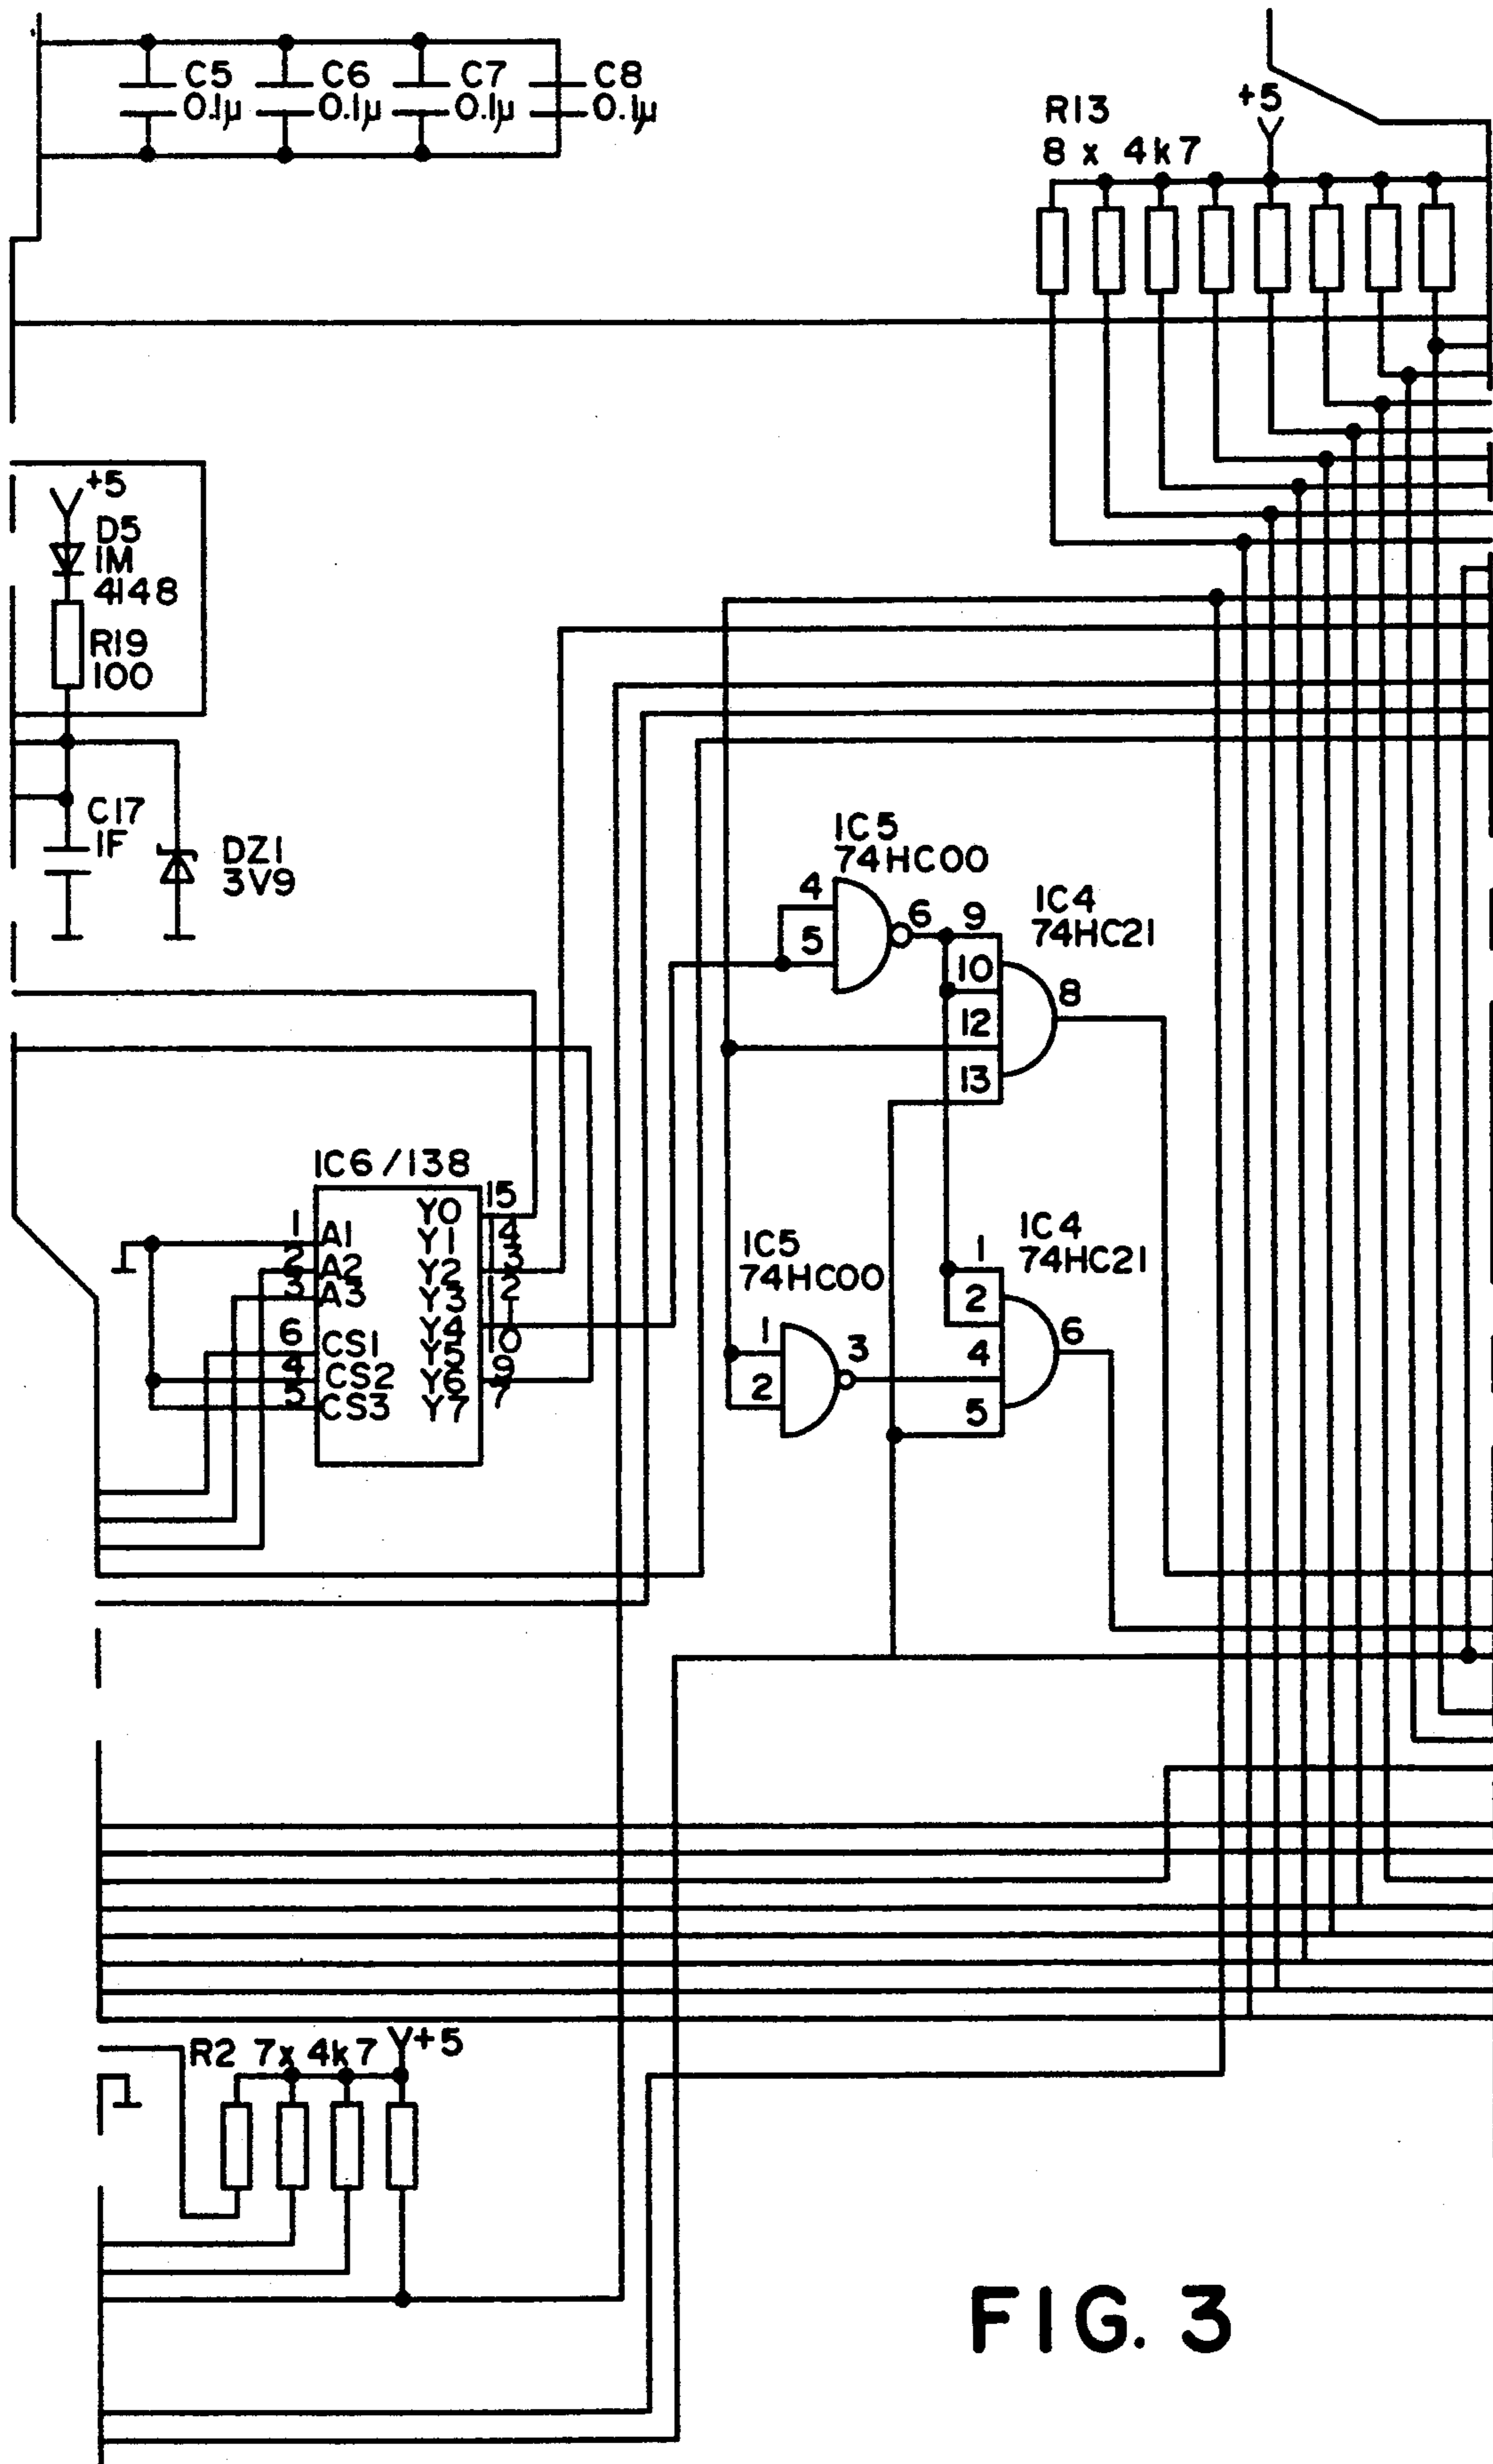 C5
0.1µ
C6
0.1µ
C7
0.1µ
C8
0.1µ
R13
8 x 4k7
+5
+5
D5
1M
4148
R19
100
C17
1F
DZ1
3V9
IC5
74HC00
4
5
6
IC4
74HC21
9
10
12
13
8
IC6/138
1
2
3
6
4
5
A1
A2
A3
CS1
CS2
CS3
Y0
Y1
Y2
Y3
Y4
Y5
Y6
Y7
15
14
13
12
11
10
9
7
IC5
74HC00
1
2
3
IC4
74HC21
1
2
4
5
6
R2 7x4k7
+5
FIG. 3